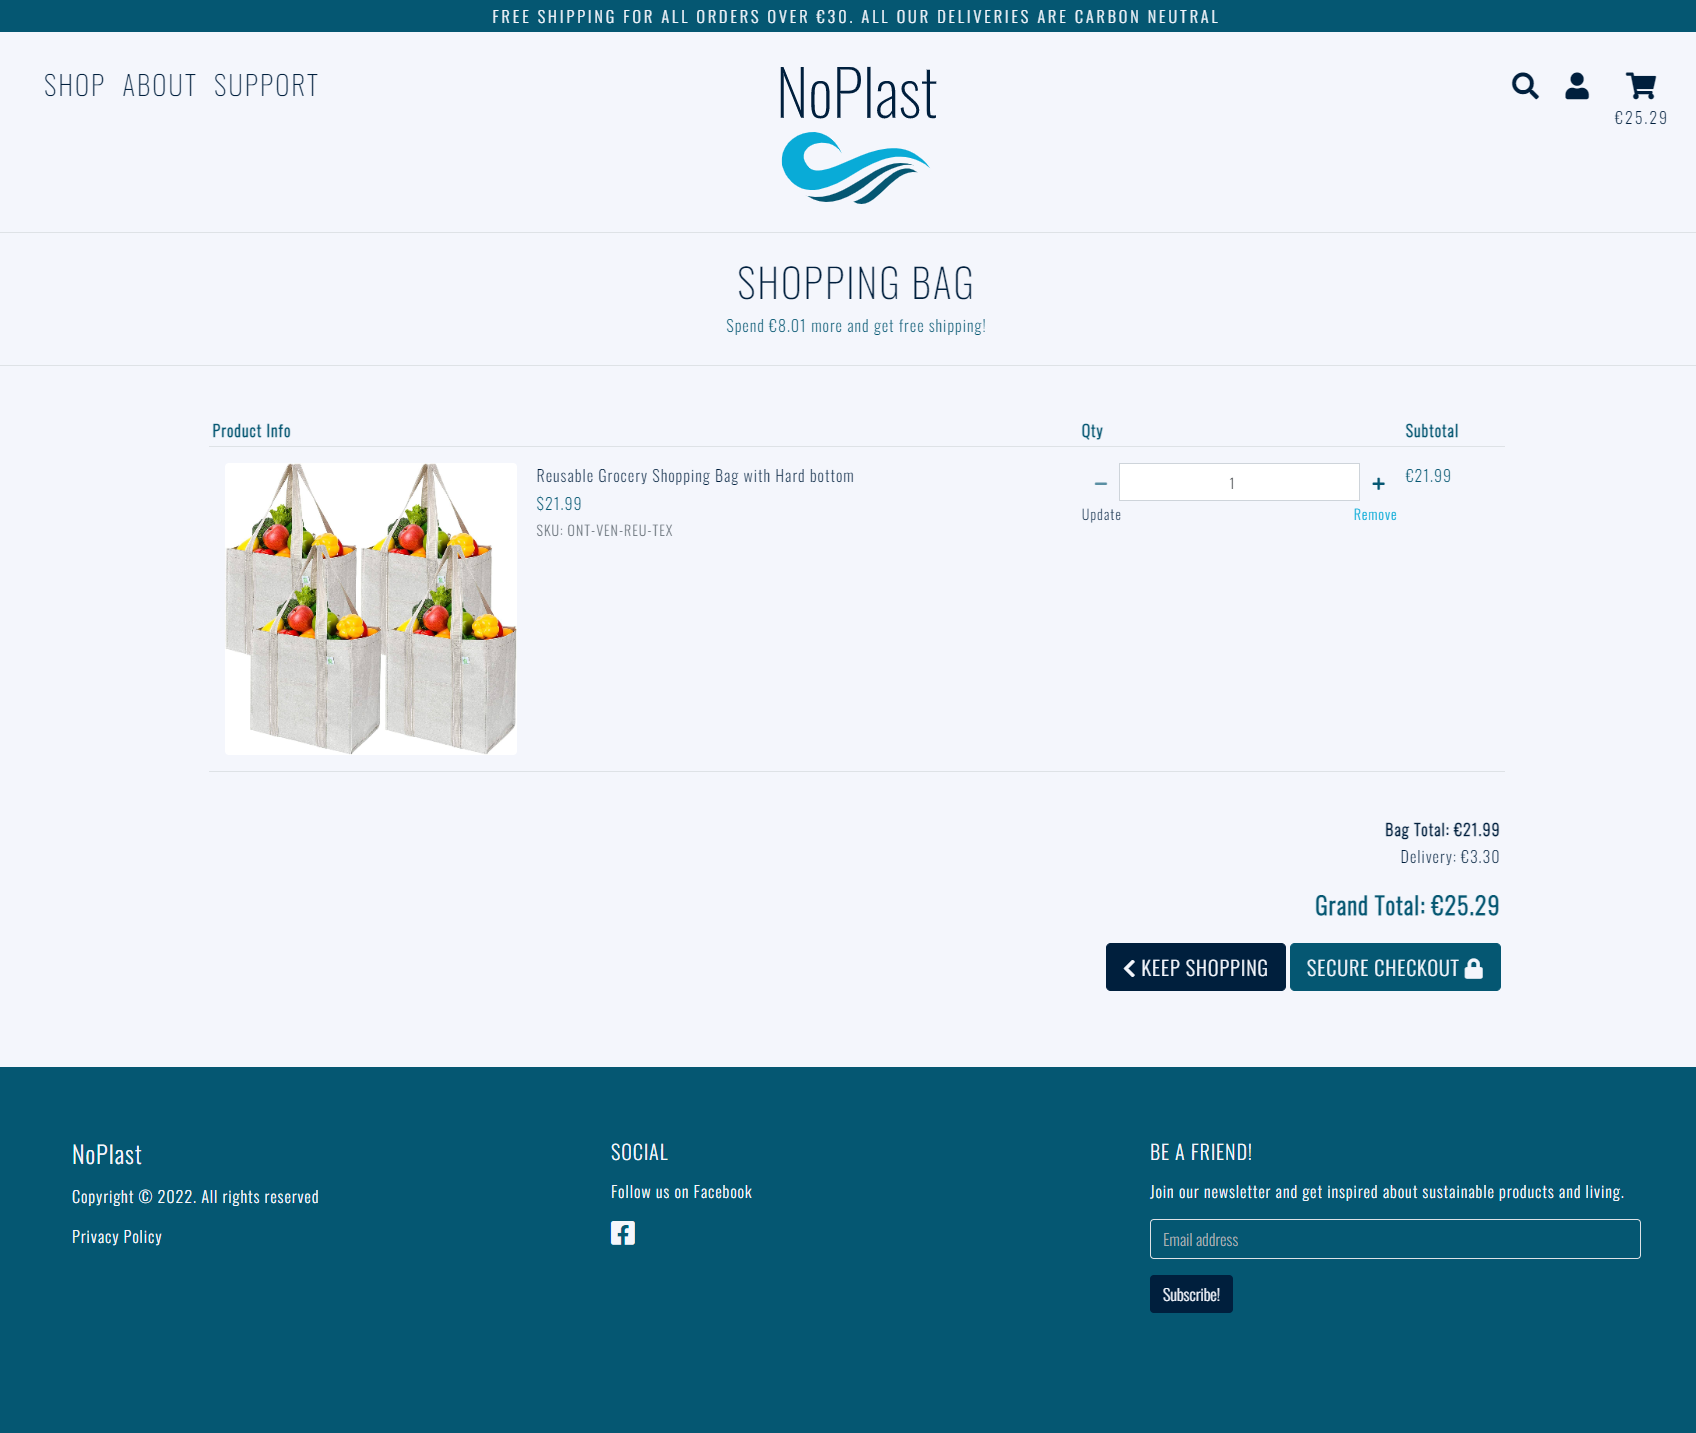 FREE SHIPPING FOR ALL ORDERS OVER €30. ALL OUR DELIVERIES ARE CARBON NEUTRAL
SHOP ABOUT SUPPORT
NoPlast
€25.29
SHOPPING BAG
Spend €8.01 more and get free shipping!
Product Info Qty Subtotal
Reusable Grocery Shopping Bag with Hard bottom
$21.99
SKU: ONT-VEN-REU-TEX
1
€21.99
Update Remove
Bag Total: €21.99
Delivery: €3.30
Grand Total: €25.29
KEEP SHOPPING SECURE CHECKOUT
NoPlast
Copyright © 2022. All rights reserved
Privacy Policy
SOCIAL
Follow us on Facebook
BE A FRIEND!
Join our newsletter and get inspired about sustainable products and living.
Email address
Subscribe!